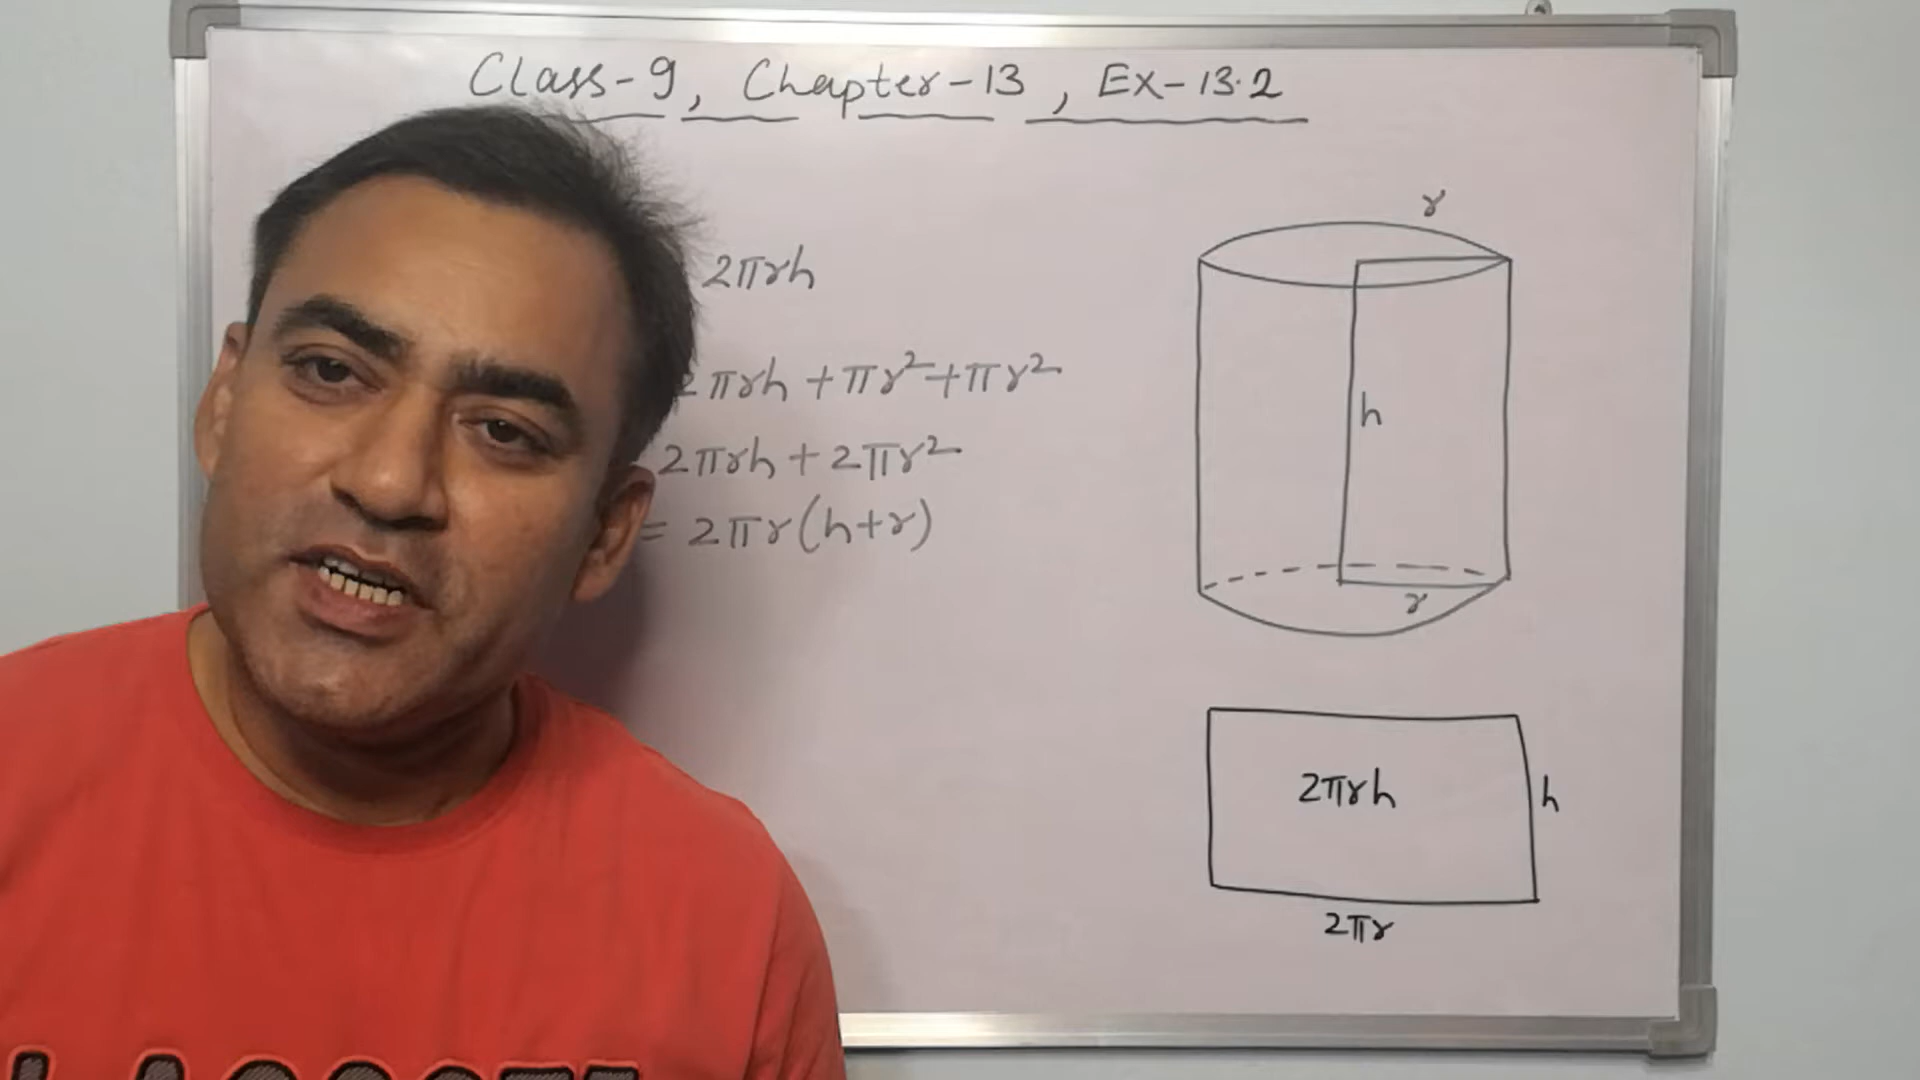 Class-9, Chapter-13, Ex-13.2
r
2πrh
2πrh + πr² + πr²
h
2πrh + 2πr²
= 2πr(h+r)
r
2πrh
h
2πr